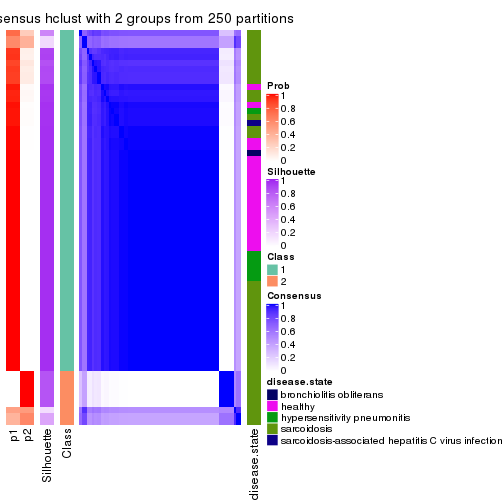 sensus hclust with 2 groups from 250 partitions
Prob
1
0.8
0.6
0.4
0.2
0
Silhouette
1
0.8
0.6
0.4
0.2
0
Class
1
2
Consensus
1
0.8
0.6
0.4
0.2
0
disease.state
bronchiolitis obliterans
healthy
hypersensitivity pneumonitis
sarcoidosis
sarcoidosis-associated hepatitis C virus infection
p1
p2
Silhouette
Class
disease.state